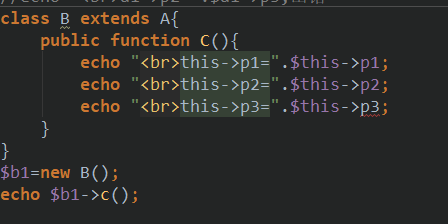 class B extends A{
public function C(){
echo "<br>this->p1=".$this->p1;
echo "<br>this->p2=".$this->p2;
echo "<br>this->p3=".$this->p3;
}
}
$b1=new B();
echo $b1->c();